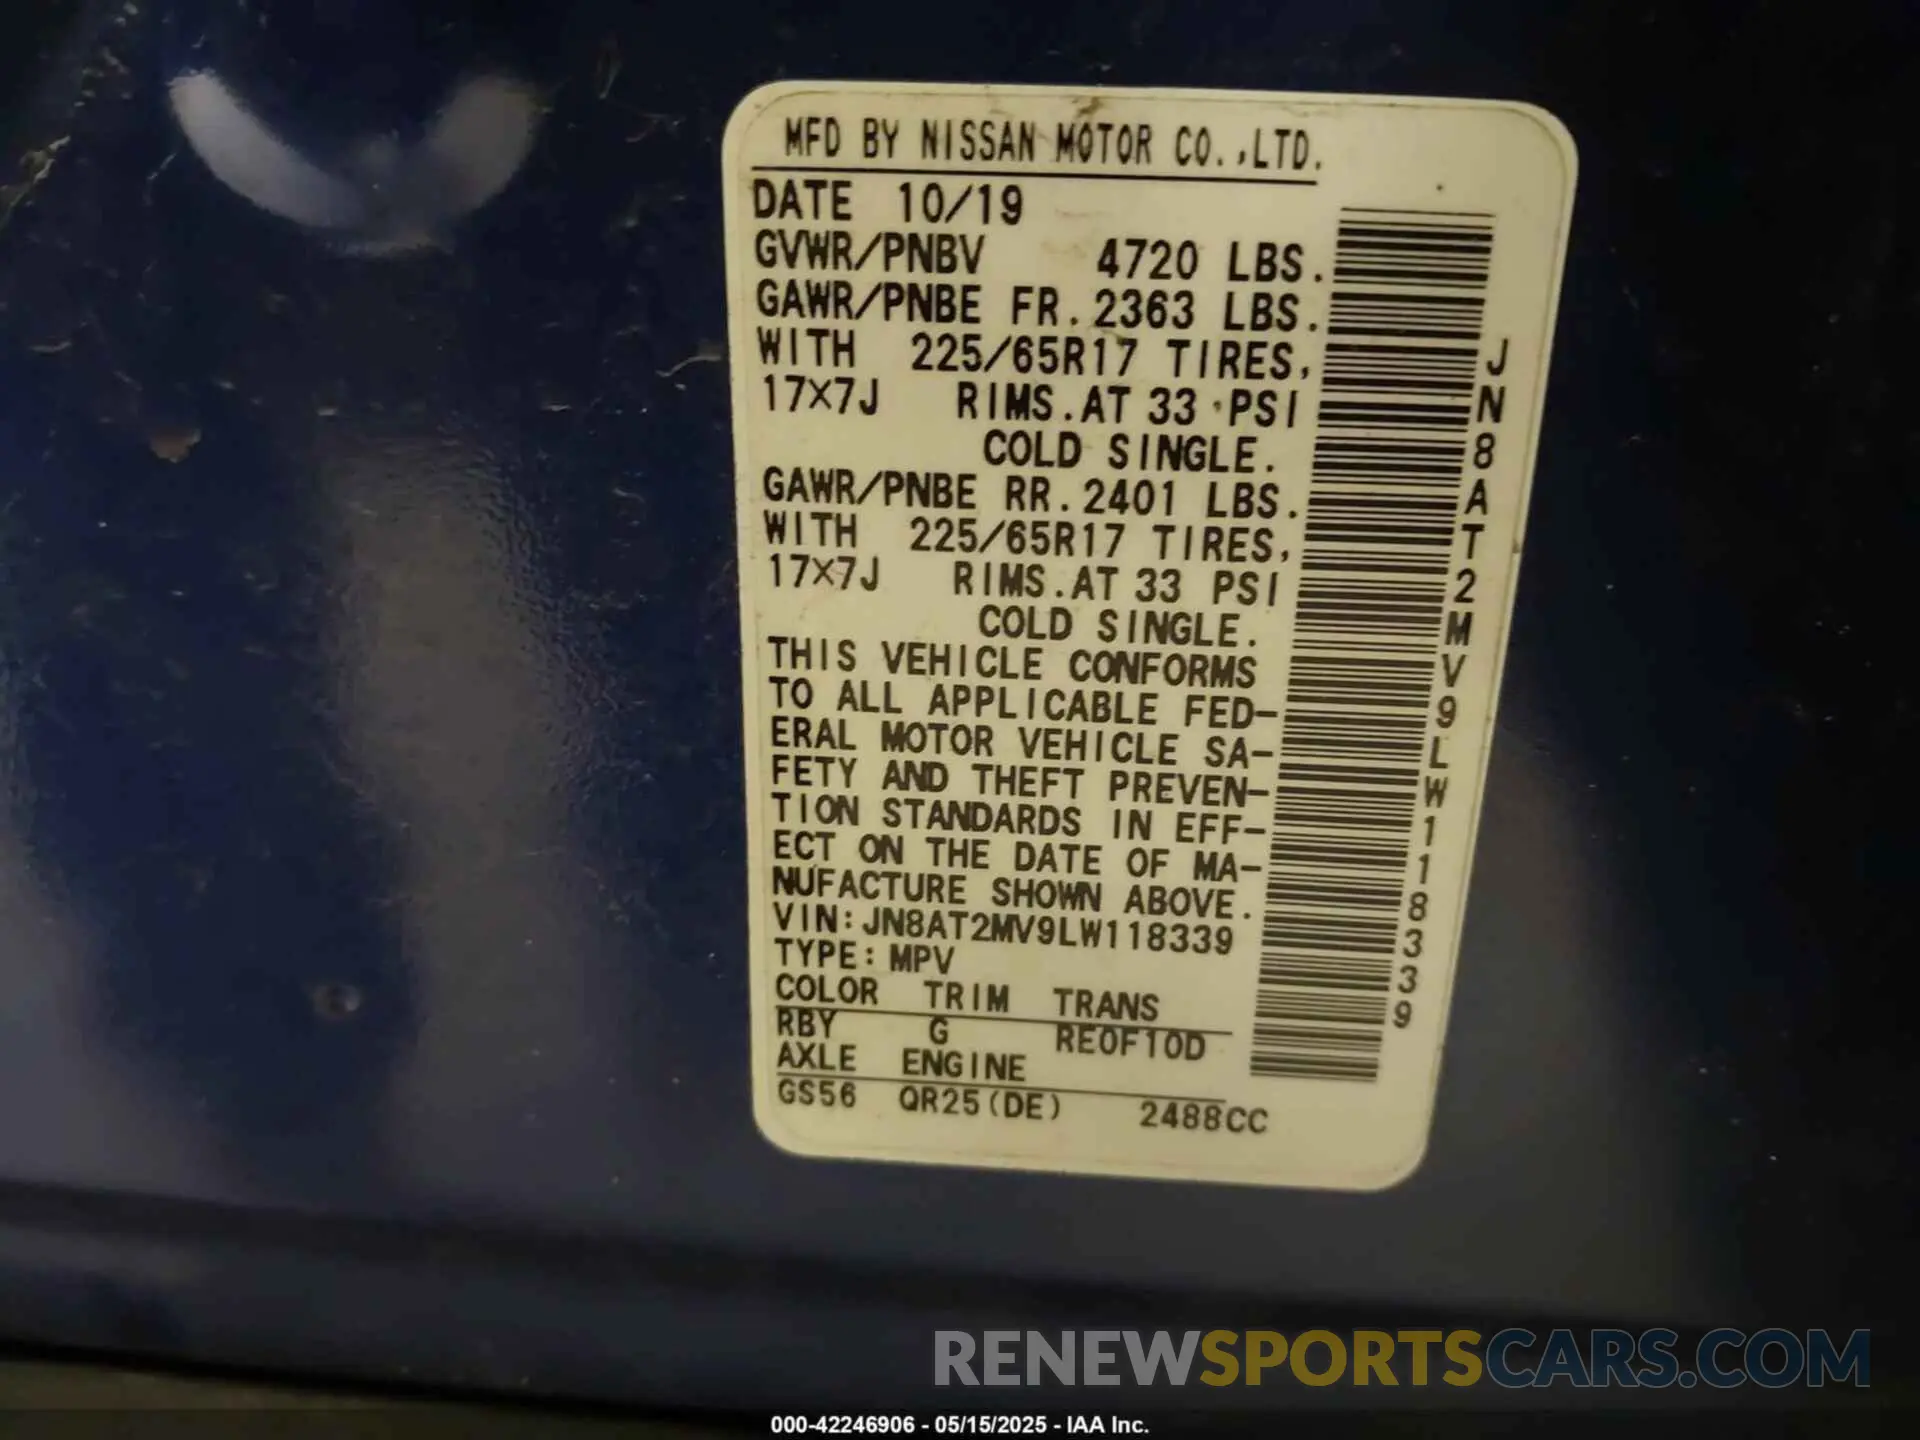 MFD BY NISSAN MOTOR CO.,LTD.
DATE 10/19
GVWR/PNBV 4720 LBS.
GAWR/PNBE FR. 2363 LBS.
WITH 225/65R17 TIRES,
17X7J RIMS.AT 33 PSI
COLD SINGLE.
GAWR/PNBE RR. 2401 LBS.
WITH 225/65R17 TIRES,
17X7J RIMS.AT 33 PSI
COLD SINGLE.
THIS VEHICLE CONFORMS
TO ALL APPLICABLE FED-
ERAL MOTOR VEHICLE SA-
FETY AND THEFT PREVEN-
TION STANDARDS IN EFF-
ECT ON THE DATE OF MA-
NUFACTURE SHOWN ABOVE.
VIN:JN8AT2MV9LW118339
TYPE: MPV
COLOR TRIM TRANS
RBY G RE0F10D
AXLE ENGINE
GS56 QR25(DE) 2488CC
JN8AT2MV9LW118339
RENEWSPORTSCARS.COM
000-42246906 - 05/15/2025 - IAA Inc.